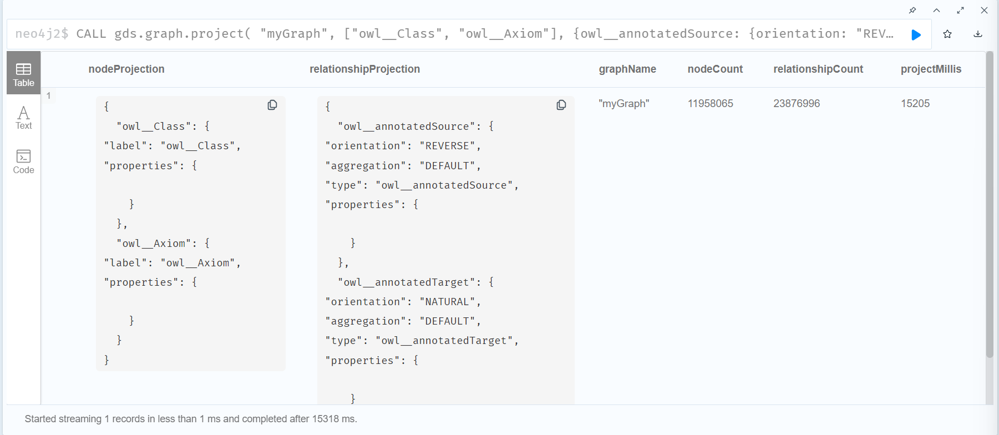 neo4j2$ CALL gds.graph.project( "myGraph", ["owl__Class", "owl__Axiom"], {owl__annotatedSource: {orientation: "REV…
Table
Text
Code
nodeProjection relationshipProjection graphName nodeCount relationshipCount projectMillis
1
{
"owl__Class": {
"label": "owl__Class",
"properties": {
}
},
"owl__Axiom": {
"label": "owl__Axiom",
"properties": {
}
}
}
{
"owl__annotatedSource": {
"orientation": "REVERSE",
"aggregation": "DEFAULT",
"type": "owl__annotatedSource",
"properties": {
}
},
"owl__annotatedTarget": {
"orientation": "NATURAL",
"aggregation": "DEFAULT",
"type": "owl__annotatedTarget",
"properties": {
}
"myGraph" 11958065 23876996 15205
Started streaming 1 records in less than 1 ms and completed after 15318 ms.